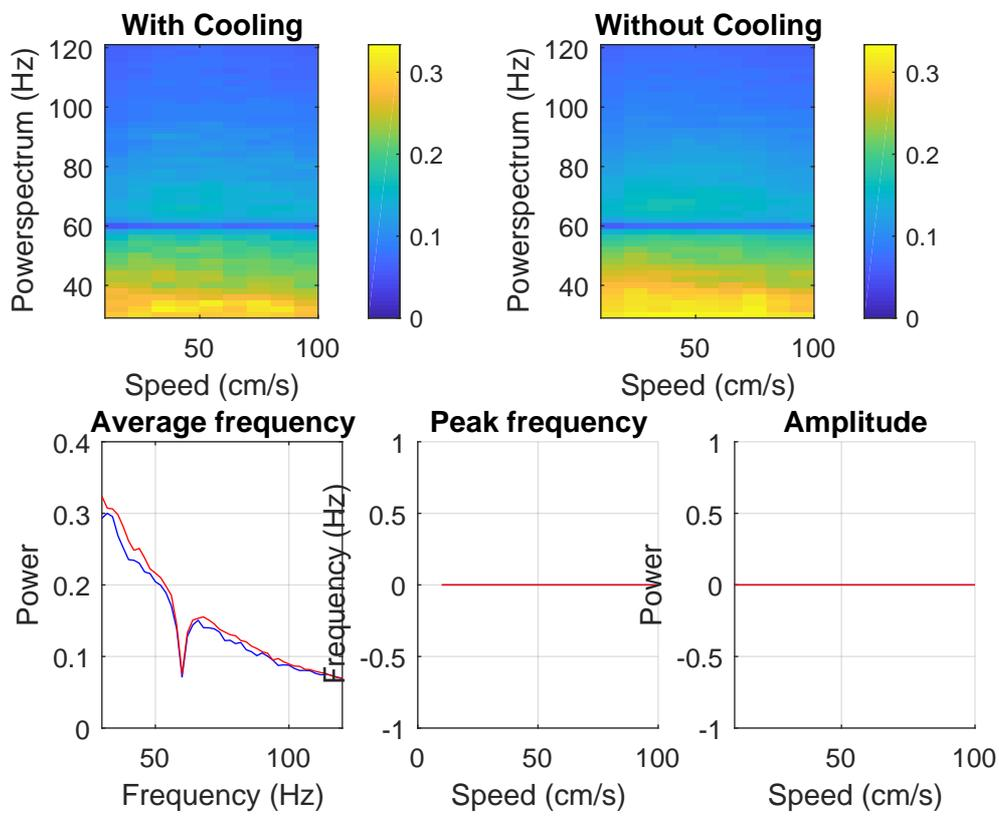 With Cooling
Powerspectrum (Hz)
120
100
80
60
40
50
100
Speed (cm/s)
0.3
0.2
0.1
0
Without Cooling
Powerspectrum (Hz)
120
100
80
60
40
50
100
Speed (cm/s)
0.3
0.2
0.1
0
Average frequency
Power
0.4
0.3
0.2
0.1
0
50
100
Frequency (Hz)
Peak frequency
Frequency (Hz)
1
0.5
0
-0.5
-1
0
50
100
Speed (cm/s)
Amplitude
Power
1
0.5
0
-0.5
-1
50
100
Speed (cm/s)